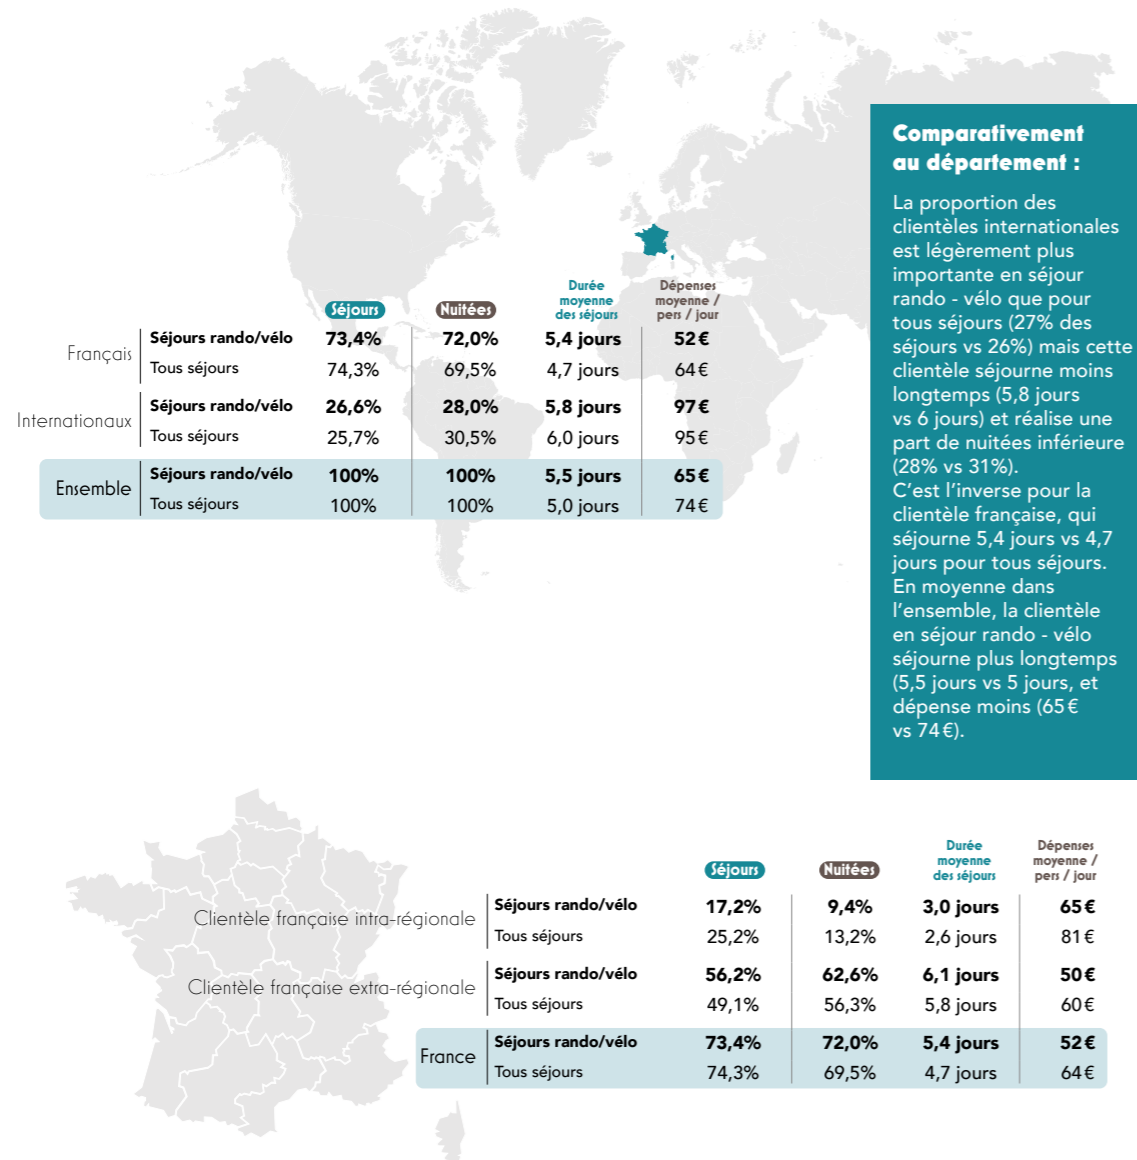 Comparativement
au département :
La proportion des
clientèles internationales
est légèrement plus
importante en séjour
rando - vélo que pour
tous séjours (27% des
séjours vs 26%) mais cette
clientèle séjourne moins
longtemps (5,8 jours
vs 6 jours) et réalise une
part de nuitées inférieure
(28% vs 31%).
C'est l'inverse pour la
clientèle française, qui
séjourne 5,4 jours vs 4,7
jours pour tous séjours.
En moyenne dans
l'ensemble, la clientèle
en séjour rando - vélo
séjourne plus longtemps
(5,5 jours vs 5 jours, et
dépense moins (65 €
vs 74 €).
Séjours Nuitées Durée moyenne des séjours Dépenses moyenne / pers / jour
Français
Séjours rando/vélo 73,4% 72,0% 5,4 jours 52 €
Tous séjours 74,3% 69,5% 4,7 jours 64 €
Internationaux
Séjours rando/vélo 26,6% 28,0% 5,8 jours 97 €
Tous séjours 25,7% 30,5% 6,0 jours 95 €
Ensemble
Séjours rando/vélo 100% 100% 5,5 jours 65 €
Tous séjours 100% 100% 5,0 jours 74 €
Séjours Nuitées Durée moyenne des séjours Dépenses moyenne / pers / jour
Clientèle française intra-régionale
Séjours rando/vélo 17,2% 9,4% 3,0 jours 65 €
Tous séjours 25,2% 13,2% 2,6 jours 81 €
Clientèle française extra-régionale
Séjours rando/vélo 56,2% 62,6% 6,1 jours 50 €
Tous séjours 49,1% 56,3% 5,8 jours 60 €
France
Séjours rando/vélo 73,4% 72,0% 5,4 jours 52 €
Tous séjours 74,3% 69,5% 4,7 jours 64 €